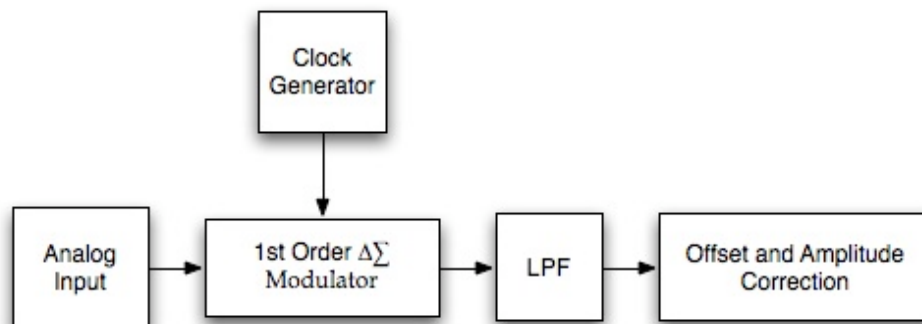 Clock
Generator
Analog
Input
1st Order ΔΣ
Modulator
LPF
Offset and Amplitude
Correction